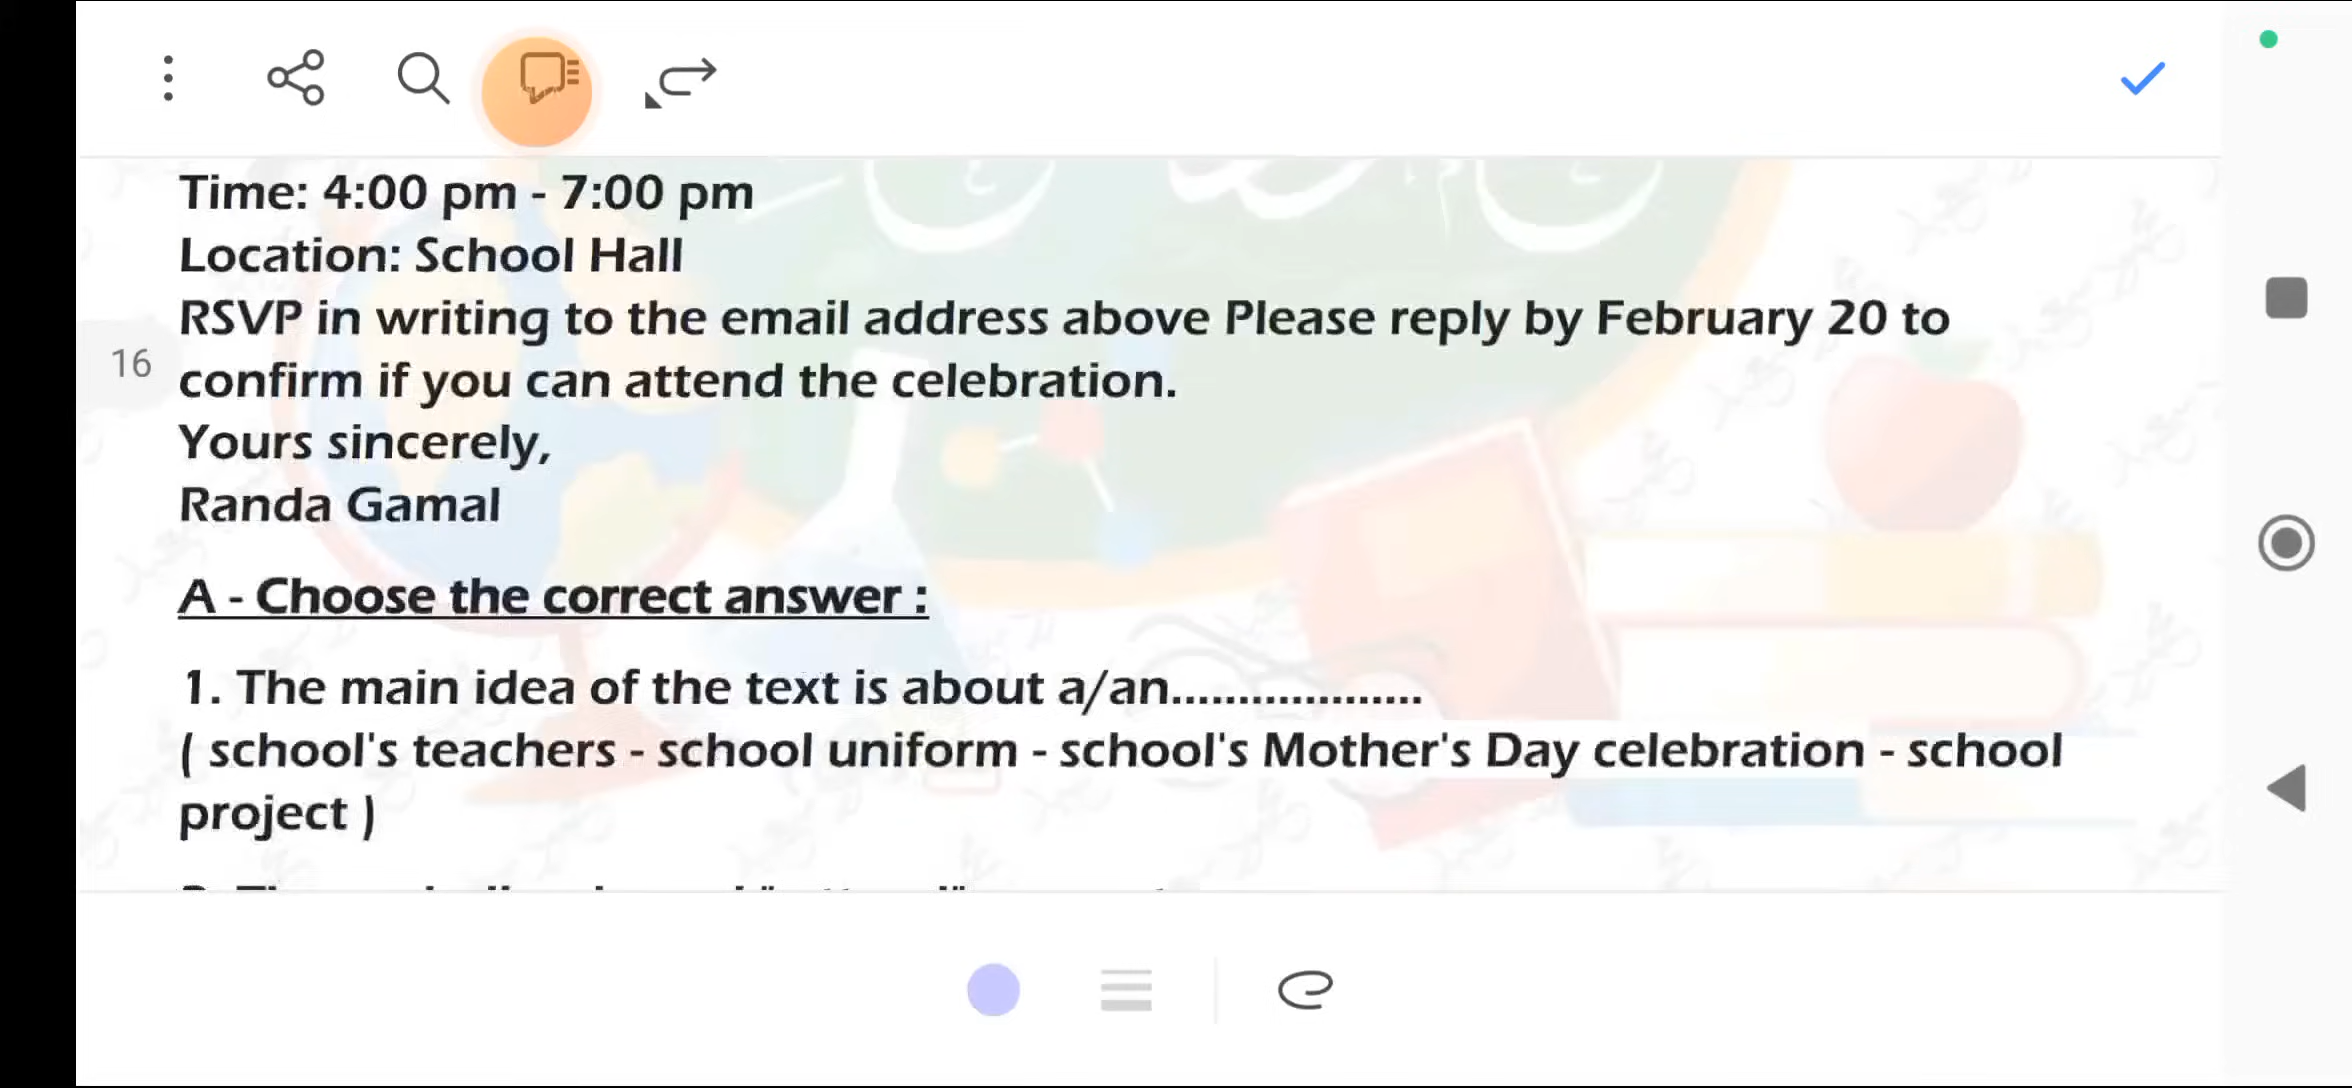 Time: 4:00 pm - 7:00 pm
Location: School Hall
RSVP in writing to the email address above Please reply by February 20 to
16
confirm if you can attend the celebration.
Yours sincerely,
Randa Gamal
A - Choose the correct answer :
1. The main idea of the text is about a/an...................
( school's teachers - school uniform - school's Mother's Day celebration - school
project )